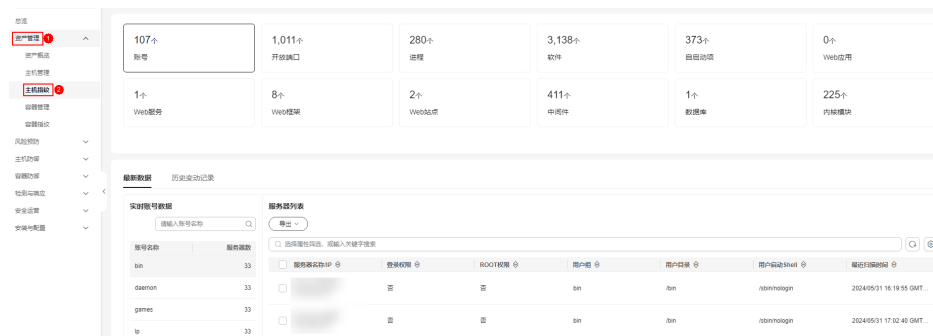 总览
资产管理 1
资产概览
主机管理
主机指纹 2
容器管理
容器指纹
风险预防
主机防御
容器防御
检测与响应
安全运营
安装与配置
107个 1,011个 280个 3,138个 373个 0个
账号 开放端口 进程 软件 自启动项 Web应用
1个 8个 2个 411个 1个 225个
Web服务 Web框架 Web站点 中间件 数据库 内核模块
最新数据 历史变动记录
实时账号数据
请输入账号名称
账号名称 服务器数
bin 33
daemon 33
games 33
lp 33
服务器列表
导出
选择属性筛选，或输入关键字搜索
服务器名称/IP 登录权限 ROOT权限 用户组 用户目录 用户启动Shell 最近扫描时间
否 否 bin /bin /sbin/nologin 2024/05/31 16:19:55 GMT...
否 否 bin /bin /sbin/nologin 2024/05/31 17:02:40 GMT...